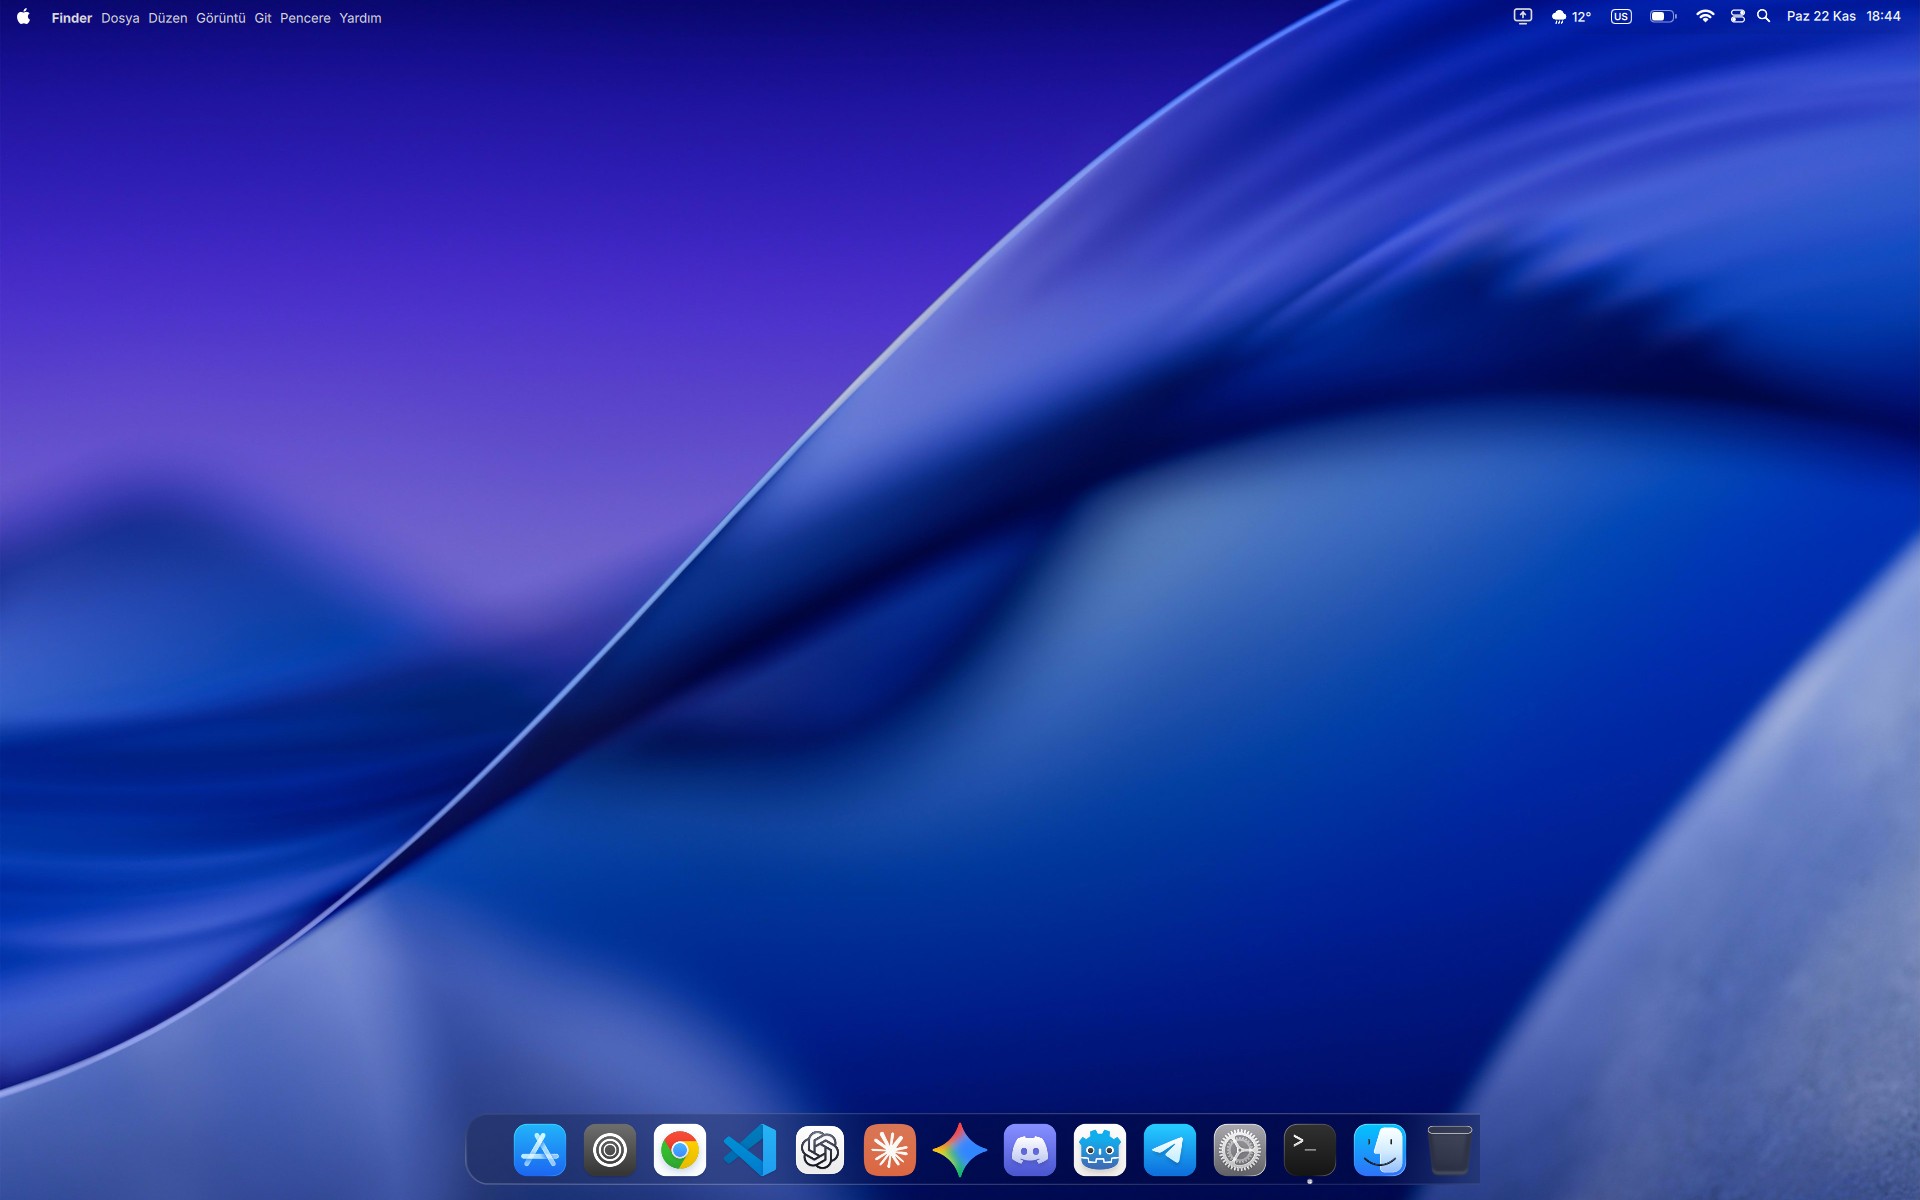 Finder Dosya Düzen Görüntü Git Pencere Yardım
12° US Paz 22 Kas 18:44
>_